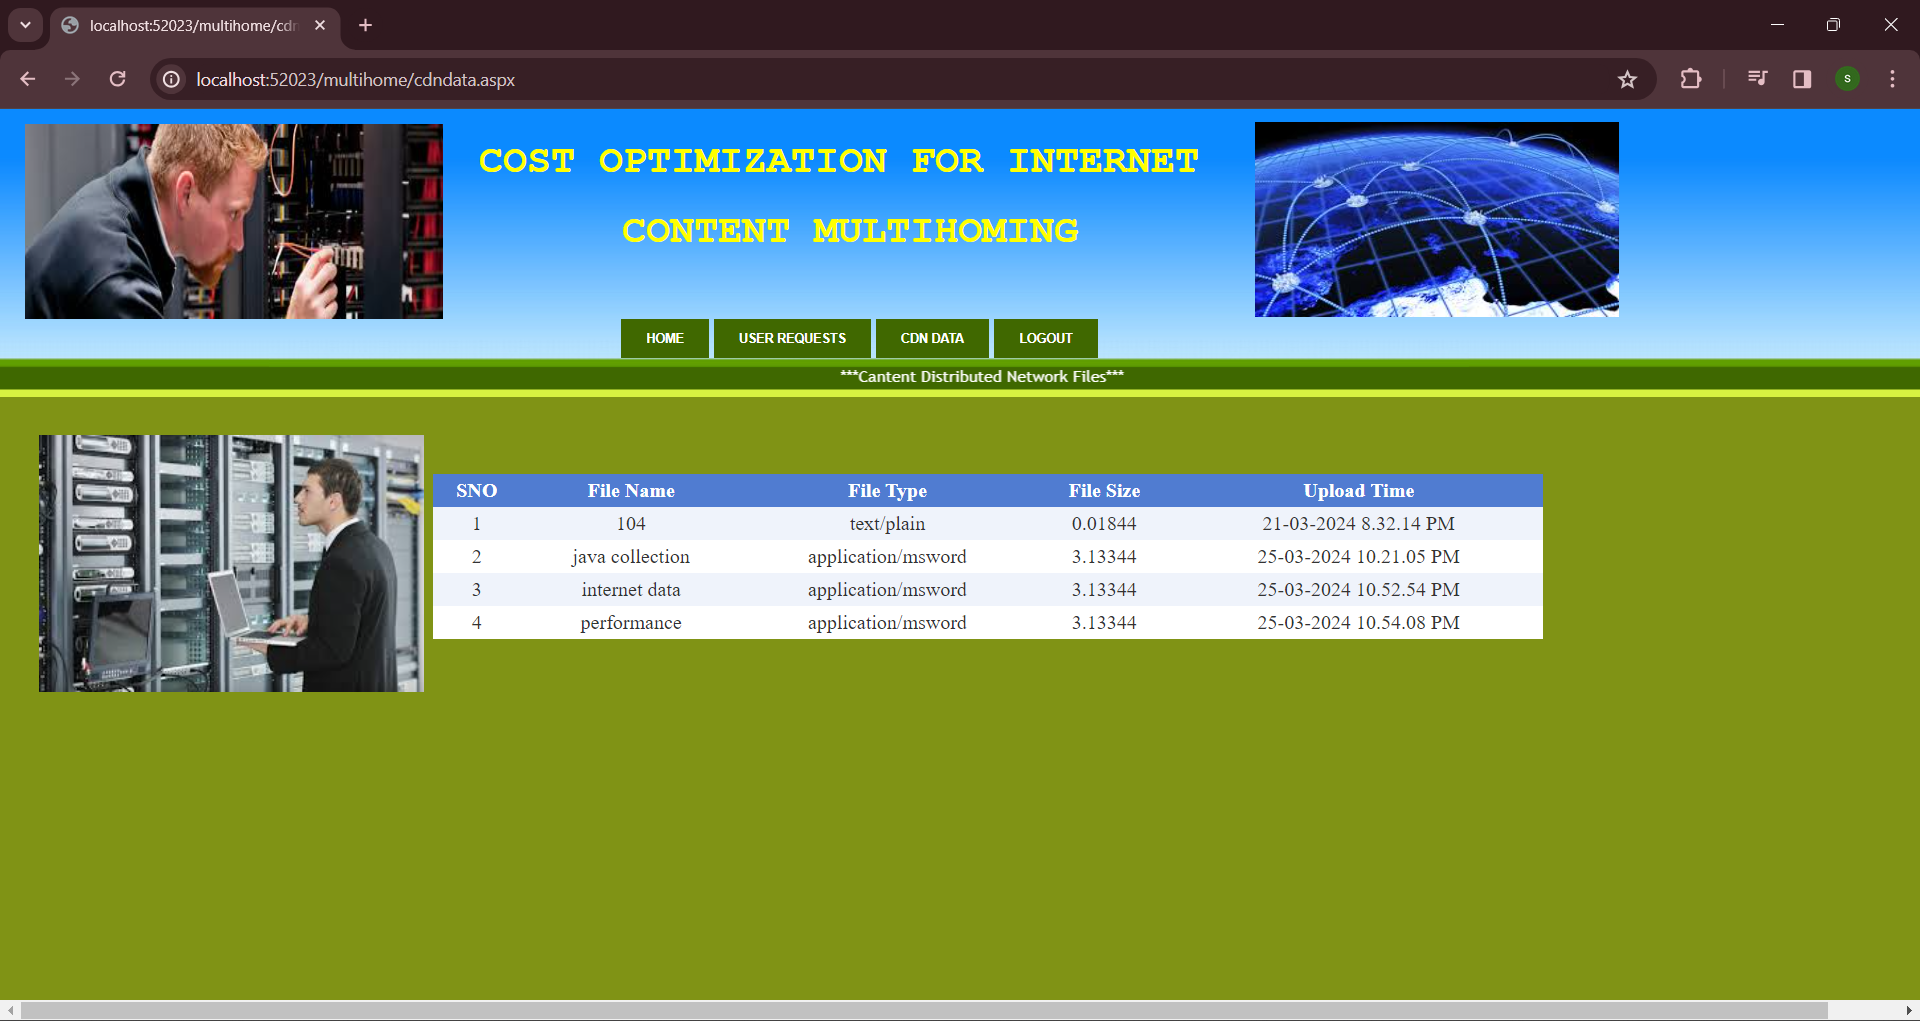 localhost:52023/multihome/cdn
localhost:52023/multihome/cdndata.aspx
S
COST OPTIMIZATION FOR INTERNET
CONTENT MULTIHOMING
HOME USER REQUESTS CDN DATA LOGOUT
***Cantent Distributed Network Files***
SNO File Name File Type File Size Upload Time
1 104 text/plain 0.01844 21-03-2024 8.32.14 PM
2 java collection application/msword 3.13344 25-03-2024 10.21.05 PM
3 internet data application/msword 3.13344 25-03-2024 10.52.54 PM
4 performance application/msword 3.13344 25-03-2024 10.54.08 PM